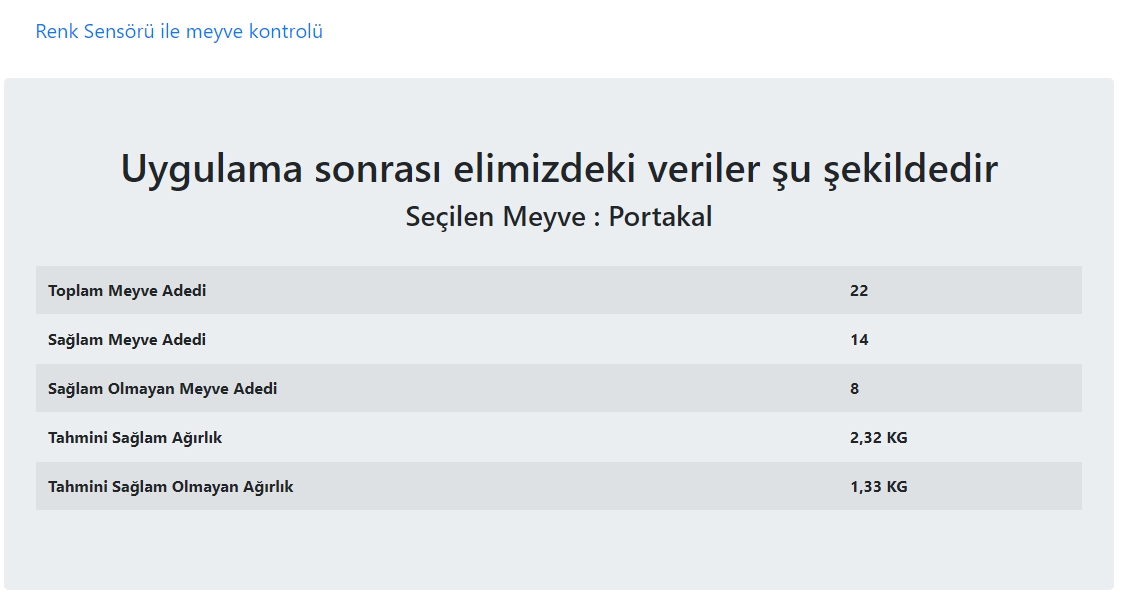 Renk Sensörü ile meyve kontrolü
Uygulama sonrası elimizdeki veriler şu şekildedir
Seçilen Meyve : Portakal
Toplam Meyve Adedi 22
Sağlam Meyve Adedi 14
Sağlam Olmayan Meyve Adedi 8
Tahmini Sağlam Ağırlık 2,32 KG
Tahmini Sağlam Olmayan Ağırlık 1,33 KG